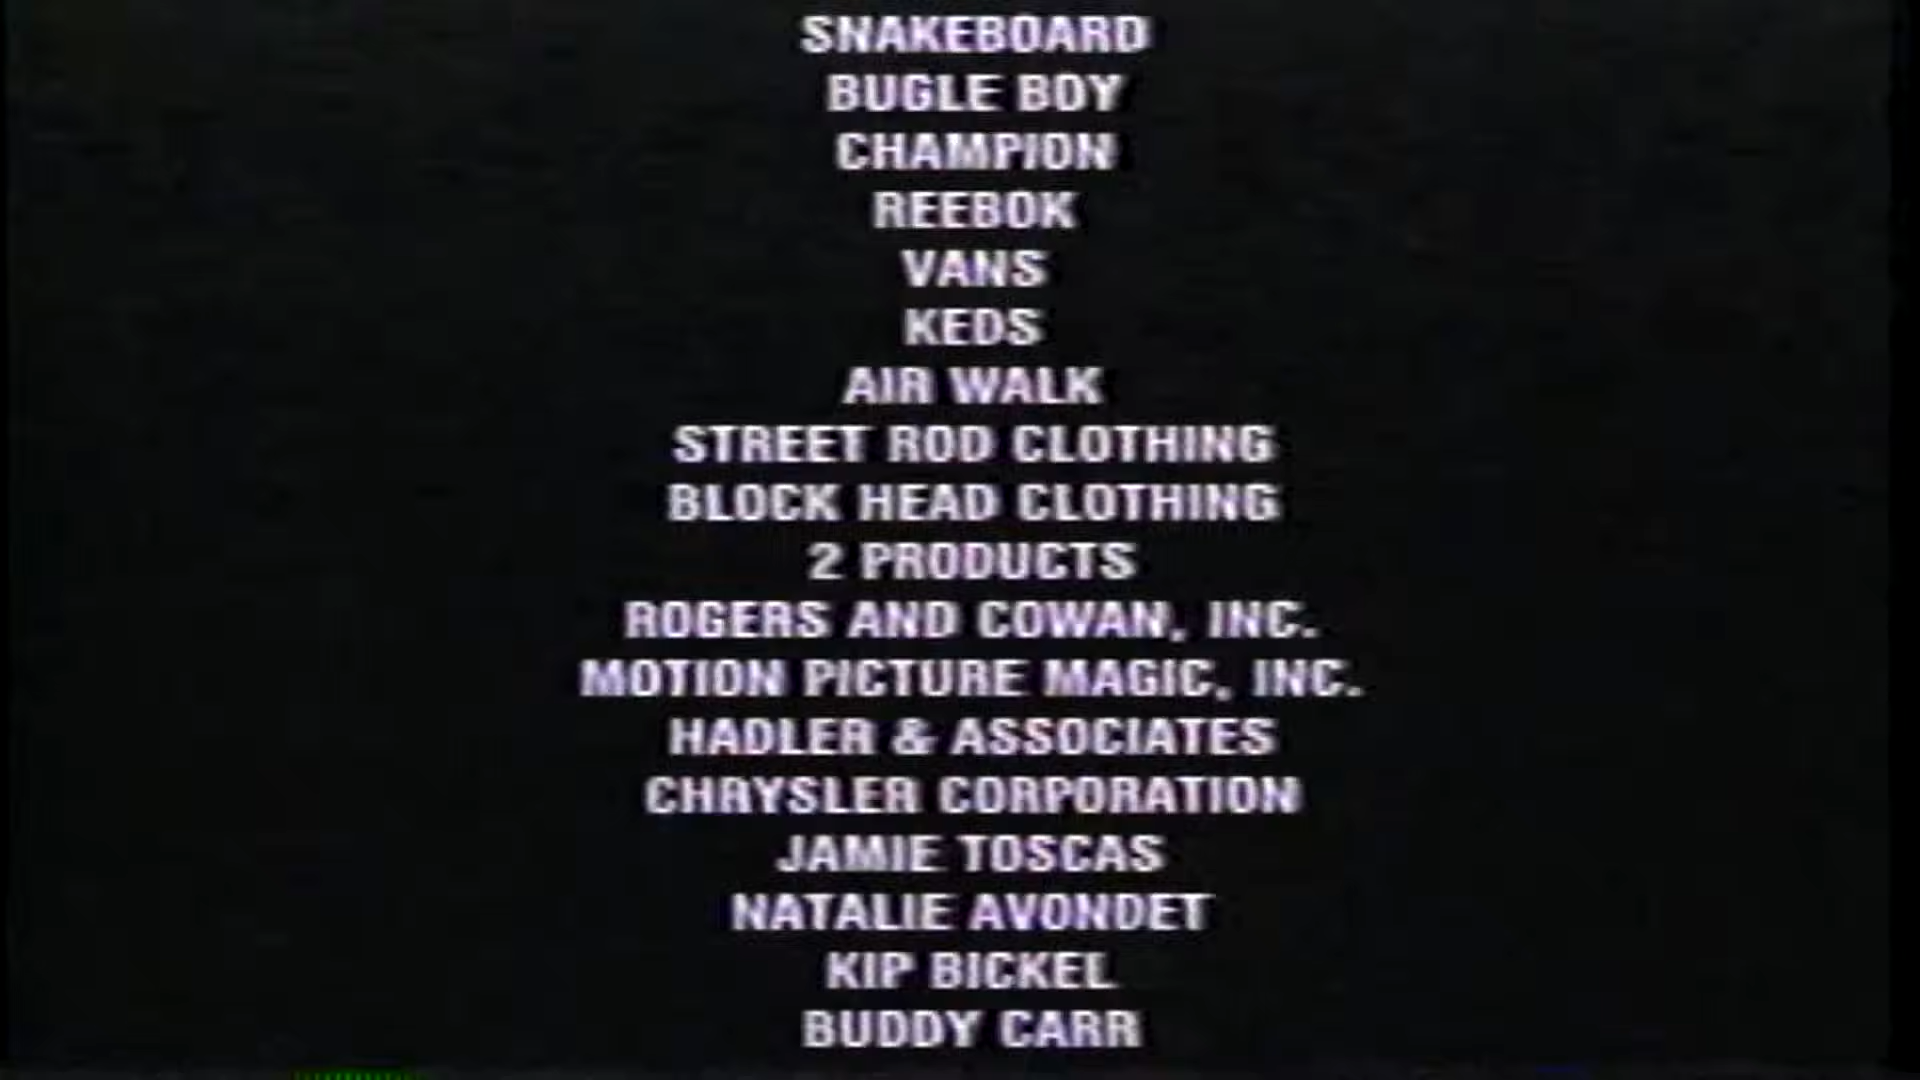 SNAKEBOARD
BUGLE BOY
CHAMPION
REEBOK
VANS
KEDS
AIR WALK
STREET ROD CLOTHING
BLOCK HEAD CLOTHING
2 PRODUCTS
ROGERS AND COWAN, INC.
MOTION PICTURE MAGIC, INC.
HADLER & ASSOCIATES
CHRYSLER CORPORATION
JAMIE TOSCAS
NATALIE AVONDET
KIP BICKEL
BUDDY CARR